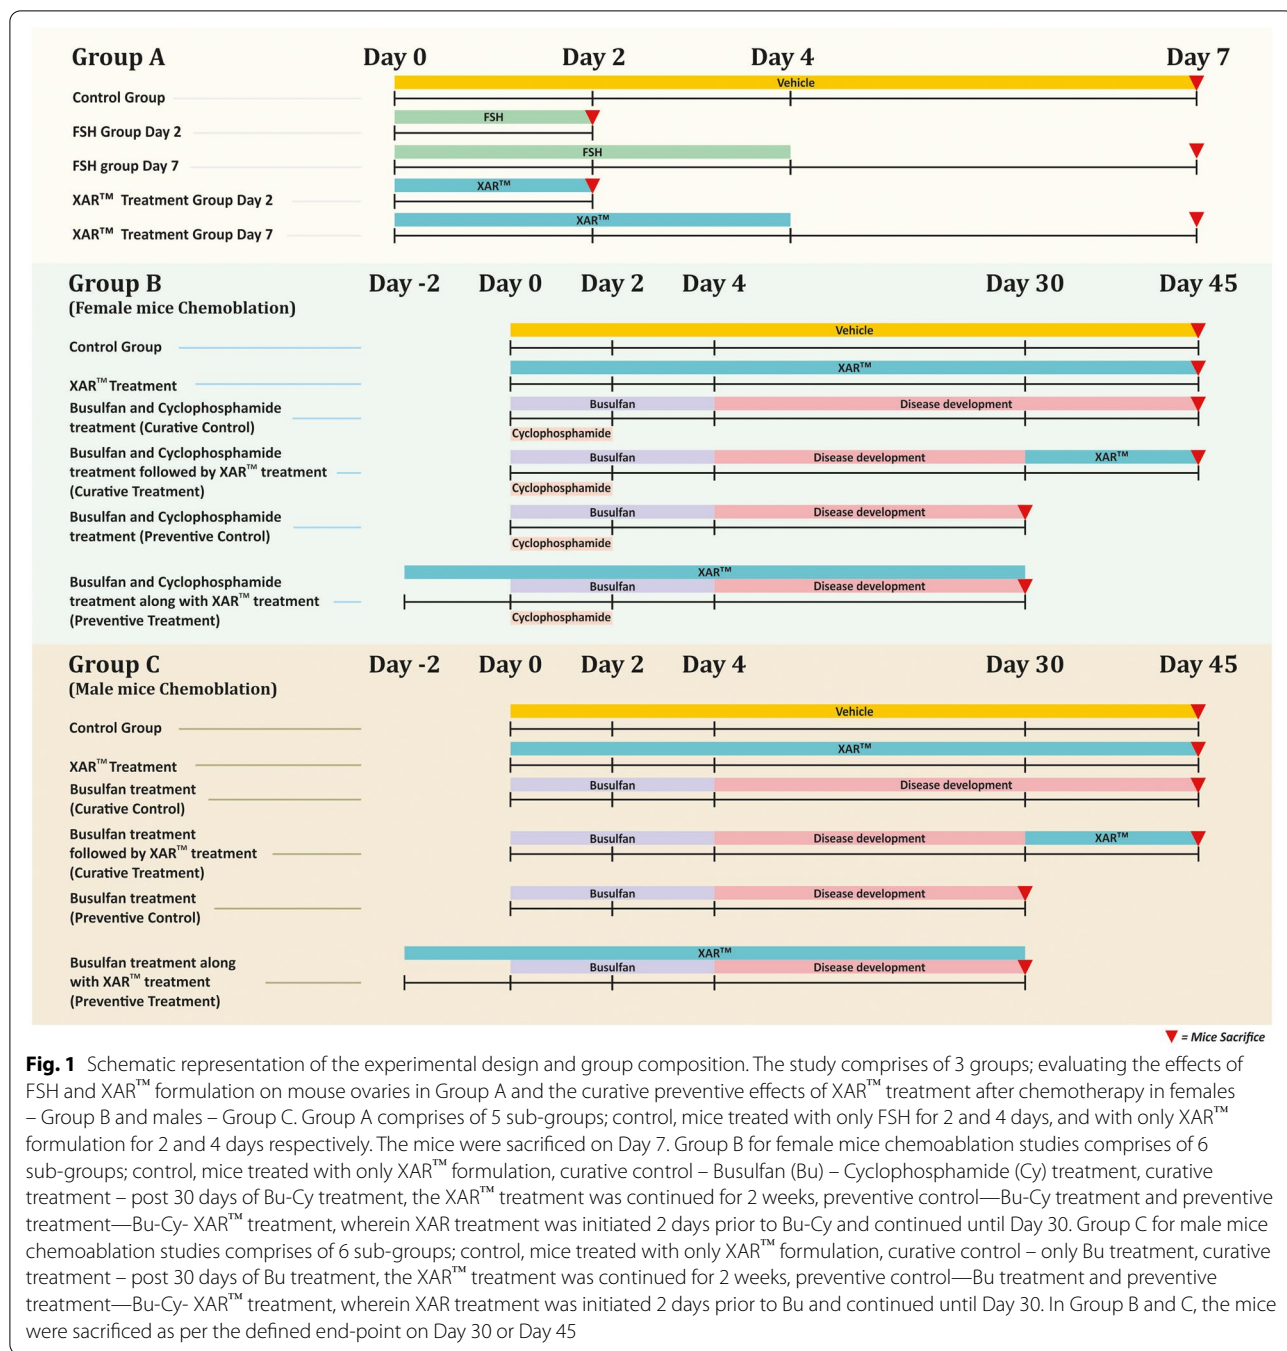 Group A Day 0 Day 2 Day 4 Day 7
Vehicle
Control Group
FSH
FSH Group Day 2
FSH
FSH group Day 7
XAR™
XAR™ Treatment Group Day 2
XAR™
XAR™ Treatment Group Day 7
Group B Day -2 Day 0 Day 2 Day 4 Day 30 Day 45
(Female mice Chemoblation)
Vehicle
Control Group
XAR™
XAR™ Treatment
Busulfan and Cyclophosphamide
treatment (Curative Control)
Busulfan Disease development
Cyclophosphamide
Busulfan and Cyclophosphamide
treatment followed by XAR™ treatment
(Curative Treatment)
Busulfan Disease development XAR™
Cyclophosphamide
Busulfan and Cyclophosphamide
treatment (Preventive Control)
Busulfan Disease development
Cyclophosphamide
Busulfan and Cyclophosphamide
treatment along with XAR™ treatment
(Preventive Treatment)
XAR™
Busulfan Disease development
Cyclophosphamide
Group C Day -2 Day 0 Day 2 Day 4 Day 30 Day 45
(Male mice Chemoblation)
Vehicle
Control Group
XAR™
XAR™ Treatment
Busulfan treatment
(Curative Control)
Busulfan Disease development
Busulfan treatment
followed by XAR™ treatment
(Curative Treatment)
Busulfan Disease development XAR™
Busulfan treatment
(Preventive Control)
Busulfan Disease development
Busulfan treatment along
with XAR™ treatment
(Preventive Treatment)
XAR™
Busulfan Disease development
= Mice Sacrifice
Fig. 1 Schematic representation of the experimental design and group composition. The study comprises of 3 groups; evaluating the effects of
FSH and XAR™ formulation on mouse ovaries in Group A and the curative preventive effects of XAR™ treatment after chemotherapy in females
– Group B and males – Group C. Group A comprises of 5 sub-groups; control, mice treated with only FSH for 2 and 4 days, and with only XAR™
formulation for 2 and 4 days respectively. The mice were sacrificed on Day 7. Group B for female mice chemoablation studies comprises of 6
sub-groups; control, mice treated with only XAR™ formulation, curative control – Busulfan (Bu) – Cyclophosphamide (Cy) treatment, curative
treatment – post 30 days of Bu-Cy treatment, the XAR™ treatment was continued for 2 weeks, preventive control—Bu-Cy treatment and preventive
treatment—Bu-Cy- XAR™ treatment, wherein XAR treatment was initiated 2 days prior to Bu-Cy and continued until Day 30. Group C for male mice
chemoablation studies comprises of 6 sub-groups; control, mice treated with only XAR™ formulation, curative control – only Bu treatment, curative
treatment – post 30 days of Bu treatment, the XAR™ treatment was continued for 2 weeks, preventive control—Bu treatment and preventive
treatment—Bu-Cy- XAR™ treatment, wherein XAR treatment was initiated 2 days prior to Bu and continued until Day 30. In Group B and C, the mice
were sacrificed as per the defined end-point on Day 30 or Day 45